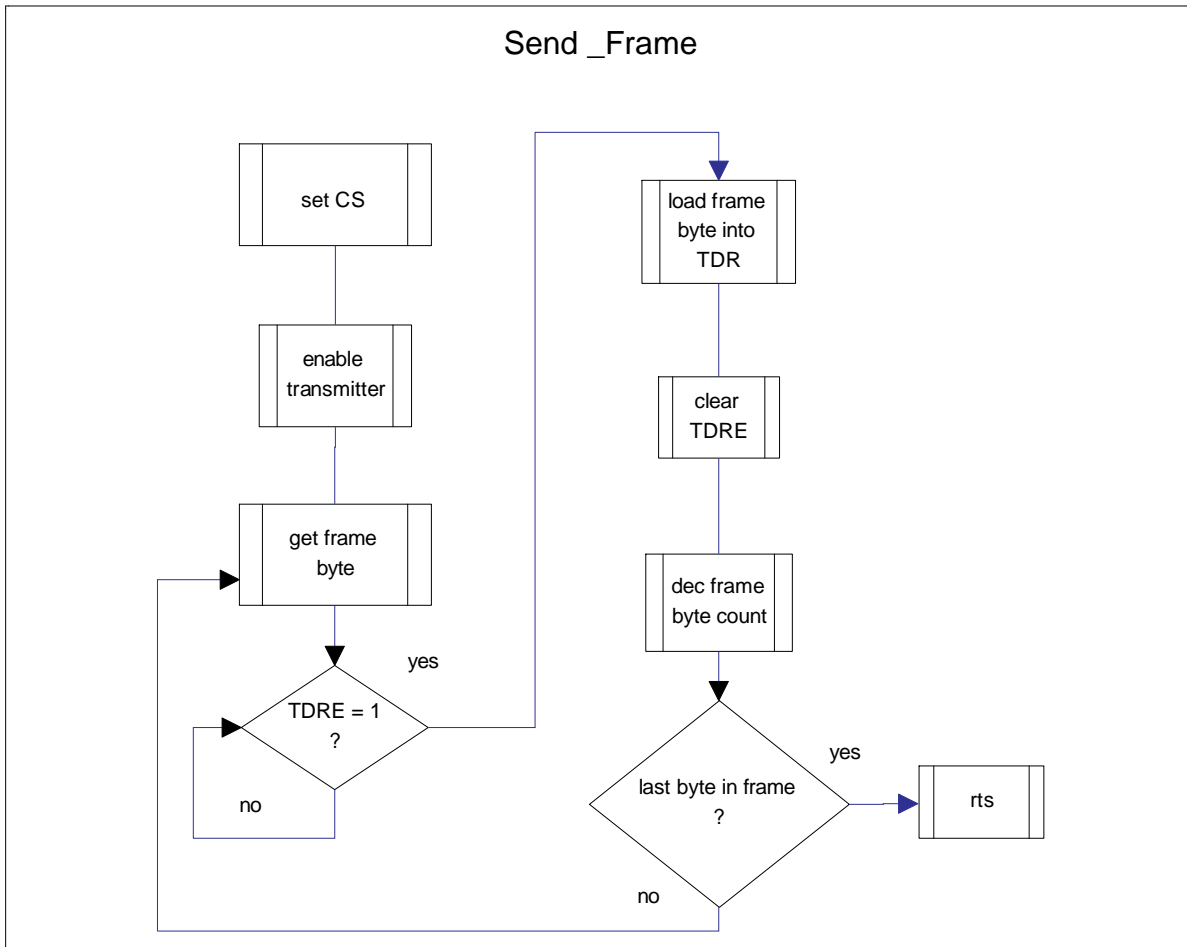 Send _Frame
set CS
enable
transmitter
get frame
byte
TDRE = 1
?
yes
no
load frame
byte into
TDR
clear
TDRE
dec frame
byte count
last byte in frame
?
yes
no
rts